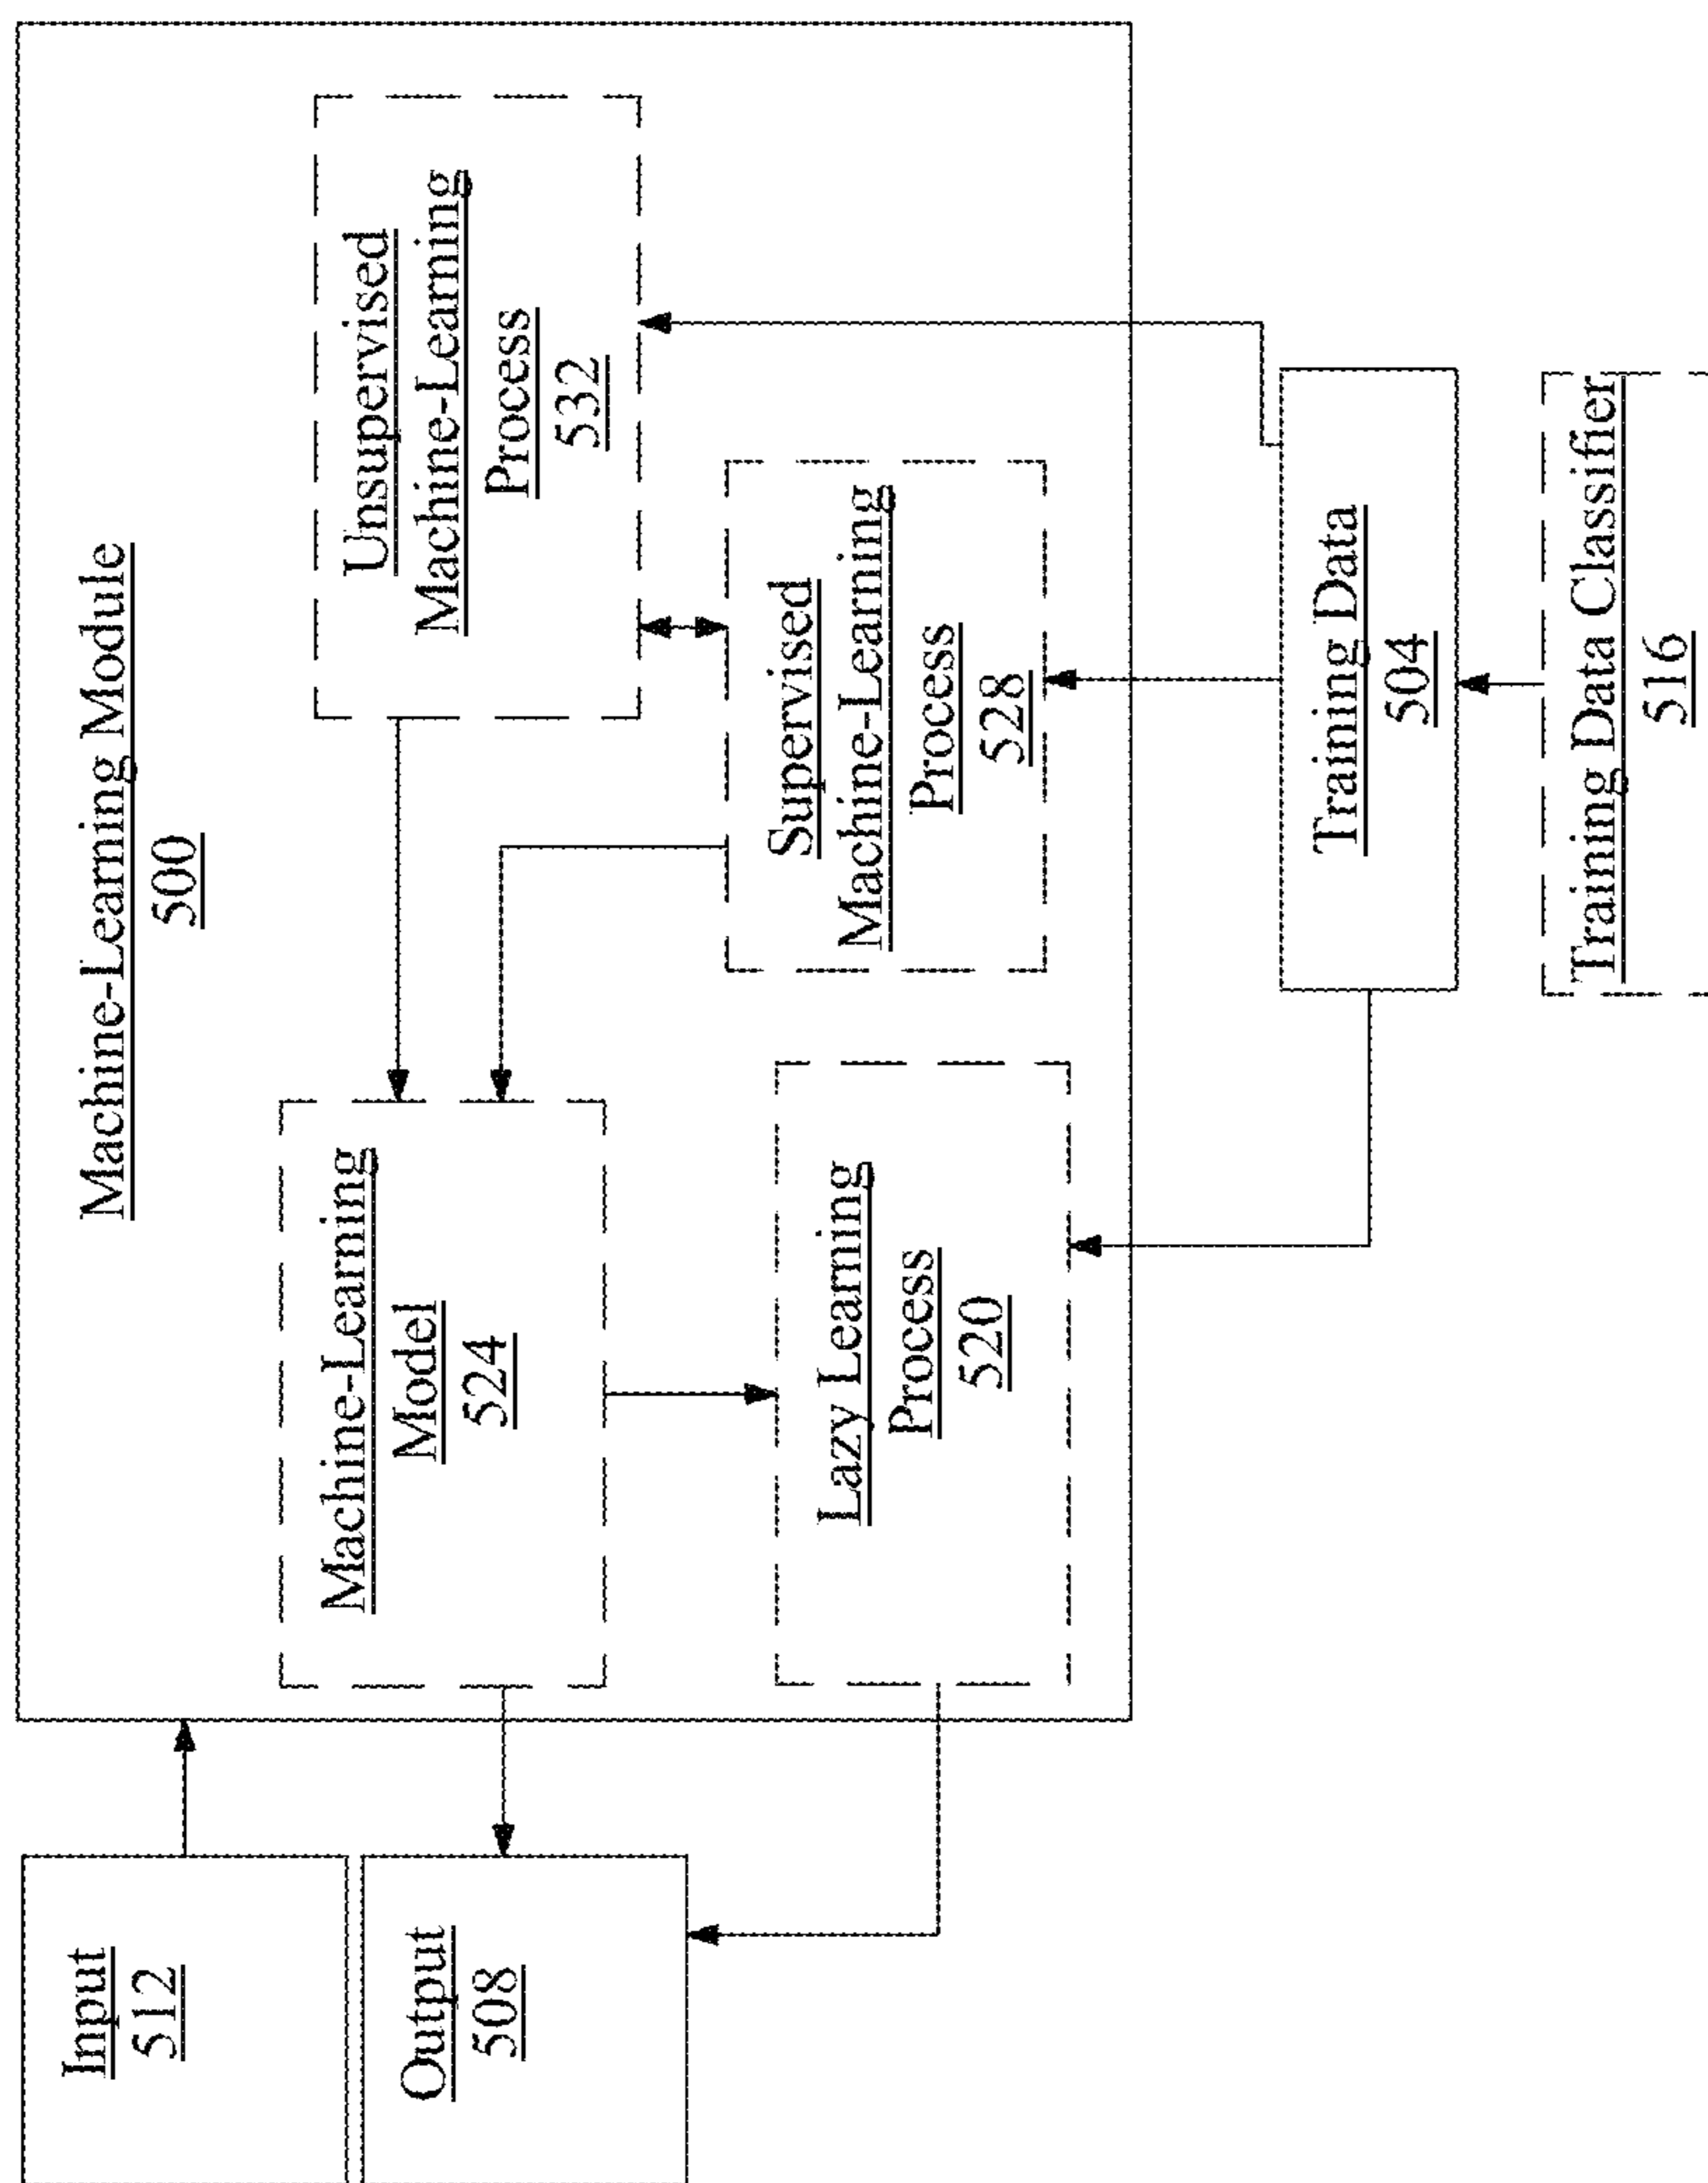 Machine-Learning Module
500
Input
512
Output
508
Machine-Learning
Model
524
Unsupervised
Machine-Learning
Process
532
Lazy Learning
Process
520
Supervised
Machine-Learning
Process
528
Training Data
504
Training Data Classifier
516